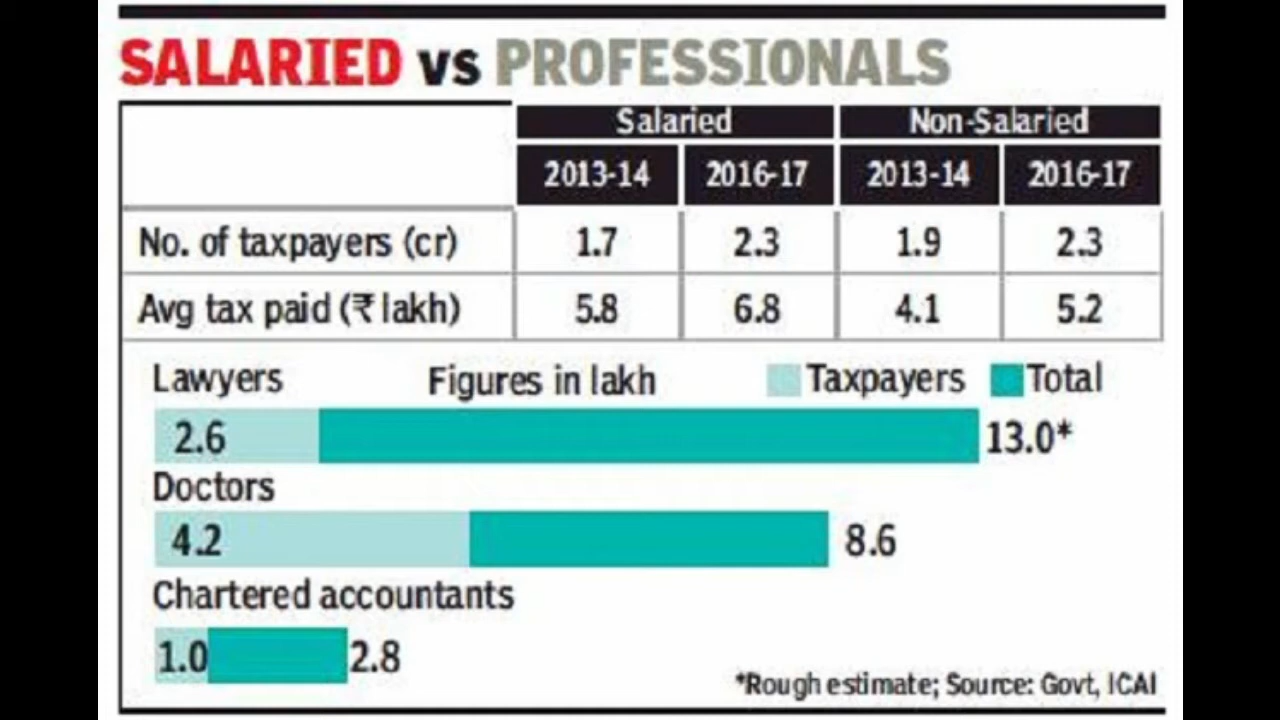 SALARIED vs PROFESSIONALS
Salaried Non-Salaried
2013-14 2016-17 2013-14 2016-17
No. of taxpayers (cr) 1.7 2.3 1.9 2.3
Avg tax paid (₹ lakh) 5.8 6.8 4.1 5.2
Lawyers Figures in lakh Taxpayers Total
2.6 13.0*
Doctors
4.2 8.6
Chartered accountants
1.0 2.8
*Rough estimate; Source: Govt, ICAI